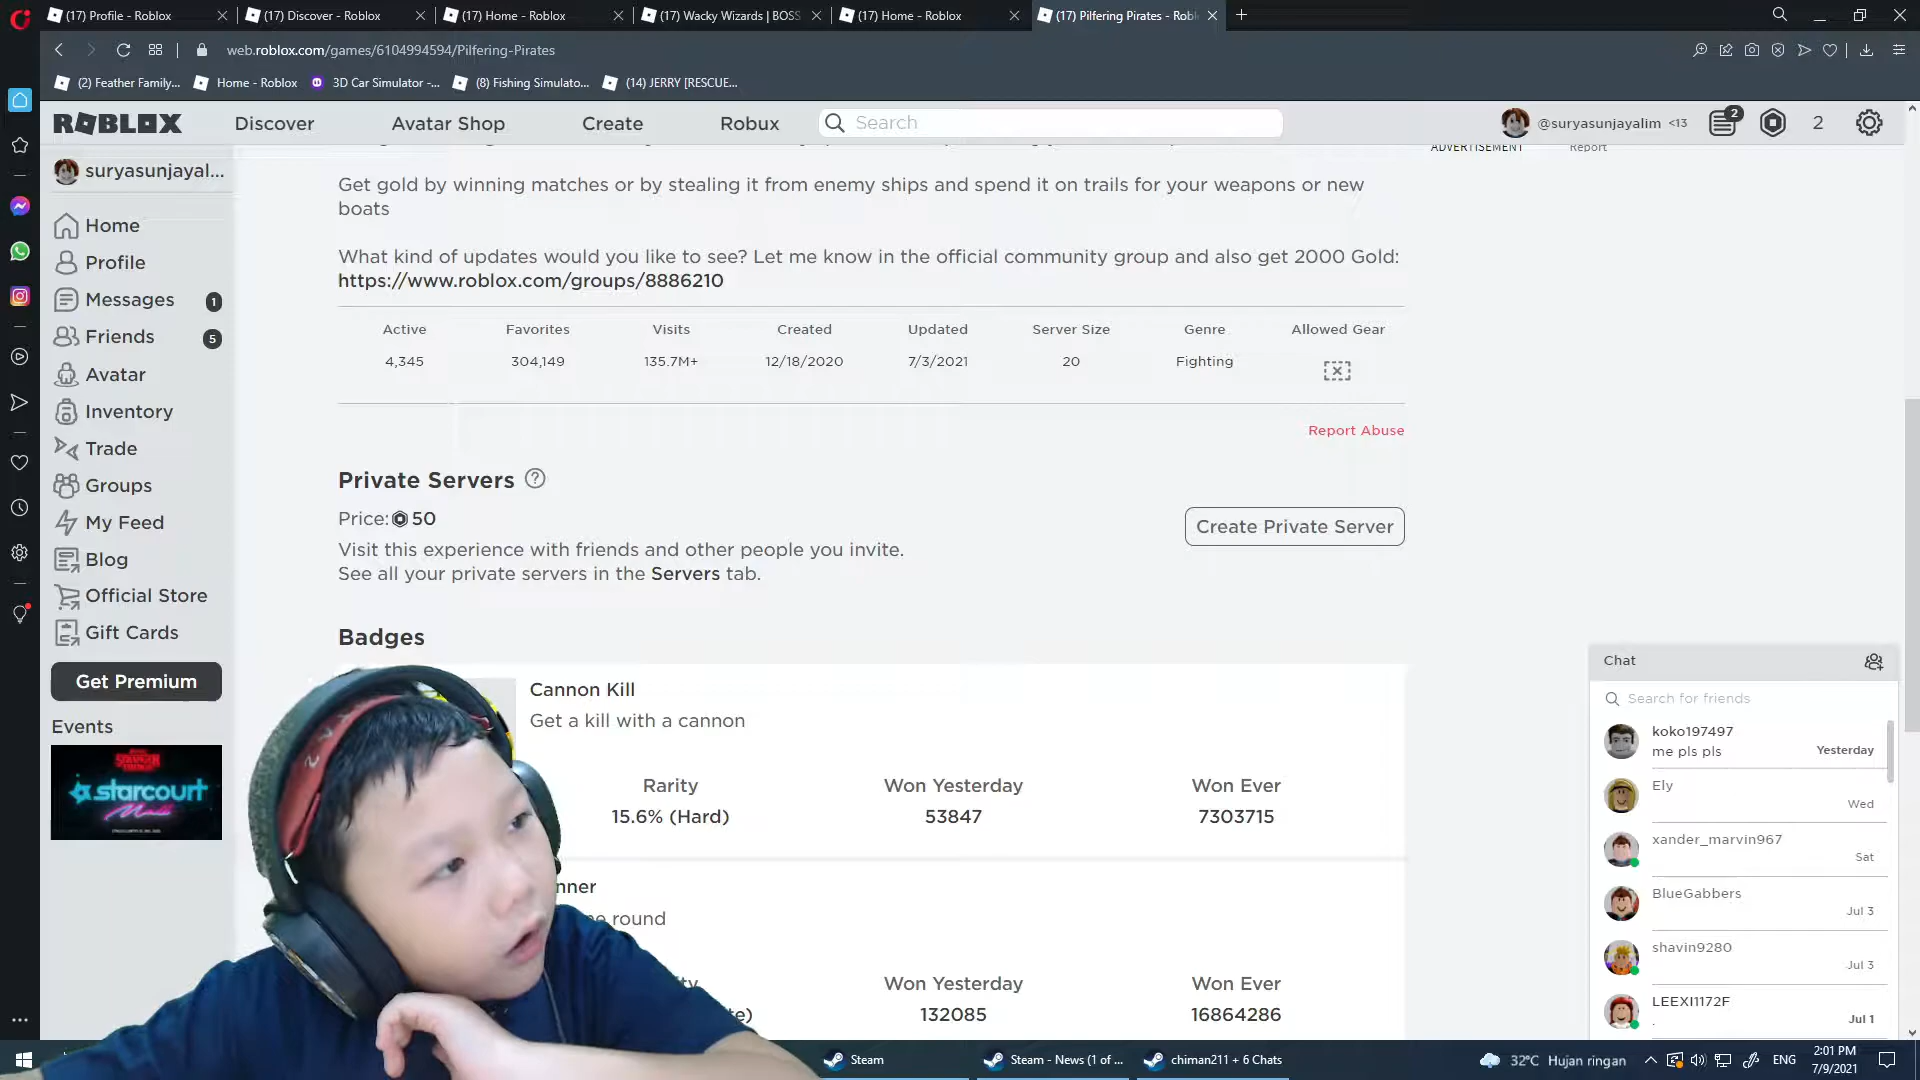 (17) Profile - Roblox
(17) Discover - Roblox
(17) Home - Roblox
(17) Wacky Wizards | BOSS
(17) Home - Roblox
(17) Pilfering Pirates - Robl
web.roblox.com/games/6104994594/Pilfering-Pirates
(2) Feather Family...
Home - Roblox
3D Car Simulator -...
(8) Fishing Simulato...
(14) JERRY [RESCUE...
ROBLOX
Discover
Avatar Shop
Create
Robux
Search
@suryasunjayalim
<13
2
2
ADVERTISEMENT
Report
suryasunjayal...
Home
Profile
Messages
1
Friends
5
Avatar
Inventory
Trade
Groups
My Feed
Blog
Official Store
Gift Cards
Get Premium
Events
starcourt
Get gold by winning matches or by stealing it from enemy ships and spend it on trails for your weapons or new
boats
What kind of updates would you like to see? Let me know in the official community group and also get 2000 Gold:
https://www.roblox.com/groups/8886210
Active Favorites Visits Created Updated Server Size Genre Allowed Gear
4,345 304,149 135.7M+ 12/18/2020 7/3/2021 20 Fighting
Report Abuse
Private Servers
Price: 50
Create Private Server
Visit this experience with friends and other people you invite.
See all your private servers in the Servers tab.
Badges
Cannon Kill
Get a kill with a cannon
Rarity Won Yesterday Won Ever
15.6% (Hard) 53847 7303715
nner
round
Won Yesterday Won Ever
132085 16864286
Chat
Search for friends
koko197497
me pls pls
Yesterday
Ely
Wed
xander_marvin967
Sat
BlueGabbers
Jul 3
shavin9280
Jul 3
LEEXI1172F
.
Jul 1
Steam
Steam - News (1 of ...
chiman211 + 6 Chats
32°C Hujan ringan
ENG
2:01 PM
7/9/2021